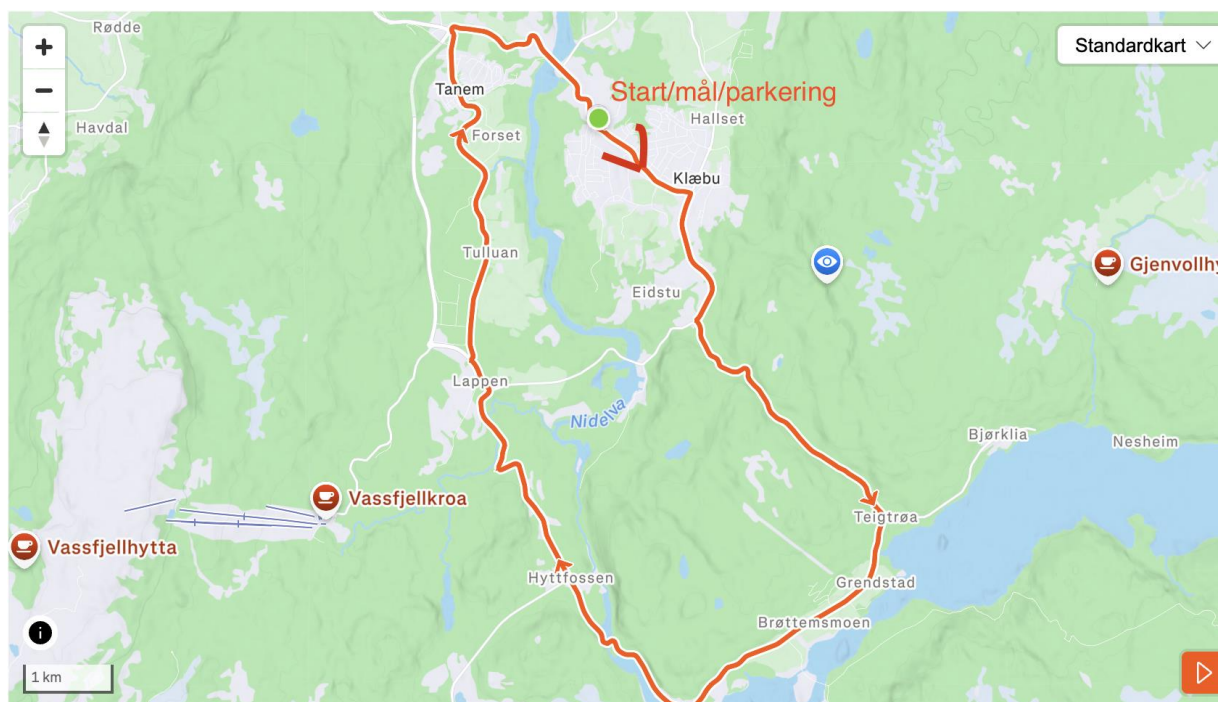 Rødde
Standardkart
Tanem
Start/mål/parkering
Havdal
Forset
Hallset
Klæbu
Tulluan
Gjenvollhy
Eidstu
Lappen
Nidelva
Bjørklia
Nesheim
Vassfjellkroa
Teigtrøa
Vassfjellhytta
Hyttfossen
Grendstad
Brøttemsmoen
i
1 km